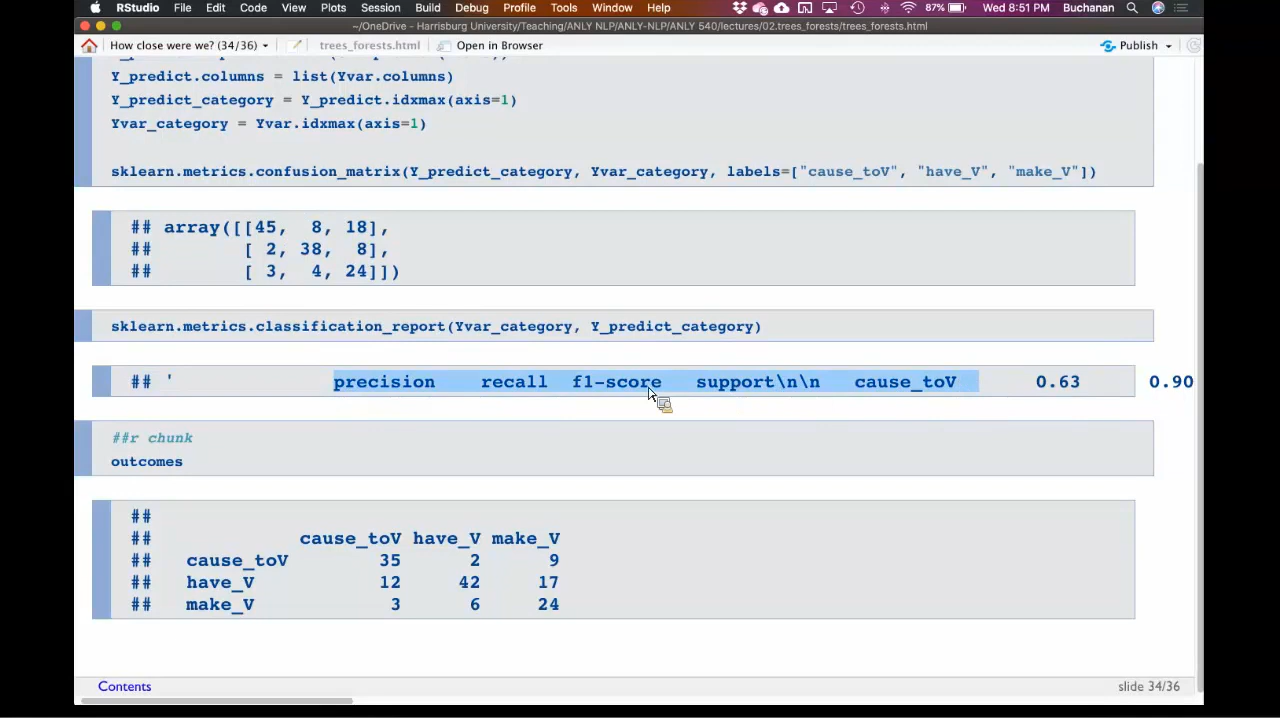 RStudio File Edit Code View Plots Session Build Debug Profile Tools Window Help 87% Wed 8:51 PM Buchanan
~/OneDrive - Harrisburg University/Teaching/ANLY NLP/ANLY-NLP/ANLY 540/lectures/02.trees_forests/trees_forests.html
How close were we? (34/36) trees_forests.html Open in Browser Publish
Y_predict.columns = list(Yvar.columns)
Y_predict_category = Y_predict.idxmax(axis=1)
Yvar_category = Yvar.idxmax(axis=1)
sklearn.metrics.confusion_matrix(Y_predict_category, Yvar_category, labels=["cause_toV", "have_V", "make_V"])
## array([[45, 8, 18],
## [ 2, 38, 8],
## [ 3, 4, 24]])
sklearn.metrics.classification_report(Yvar_category, Y_predict_category)
## ' precision recall f1-score support\n\n cause_toV 0.63 0.90
##r chunk
outcomes
##
## cause_toV have_V make_V
## cause_toV 35 2 9
## have_V 12 42 17
## make_V 3 6 24
Contents slide 34/36